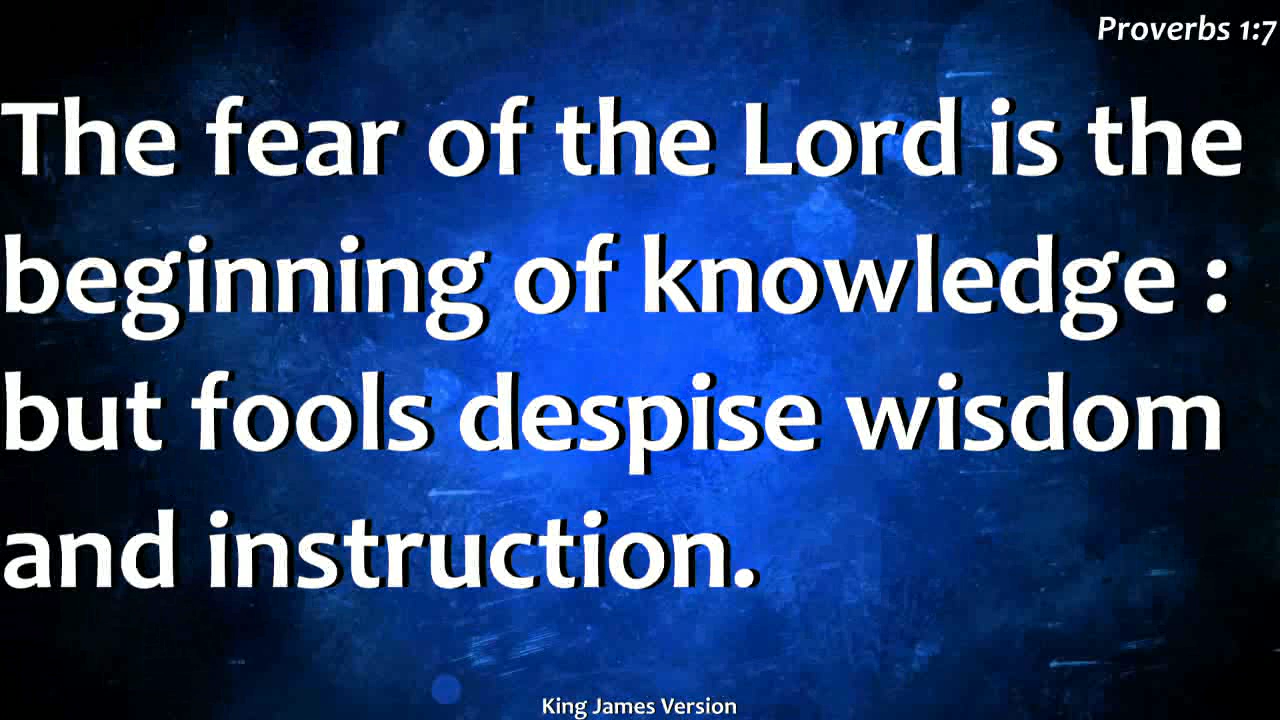 Proverbs 1:7
The fear of the Lord is the
beginning of knowledge :
but fools despise wisdom
and instruction.
King James Version